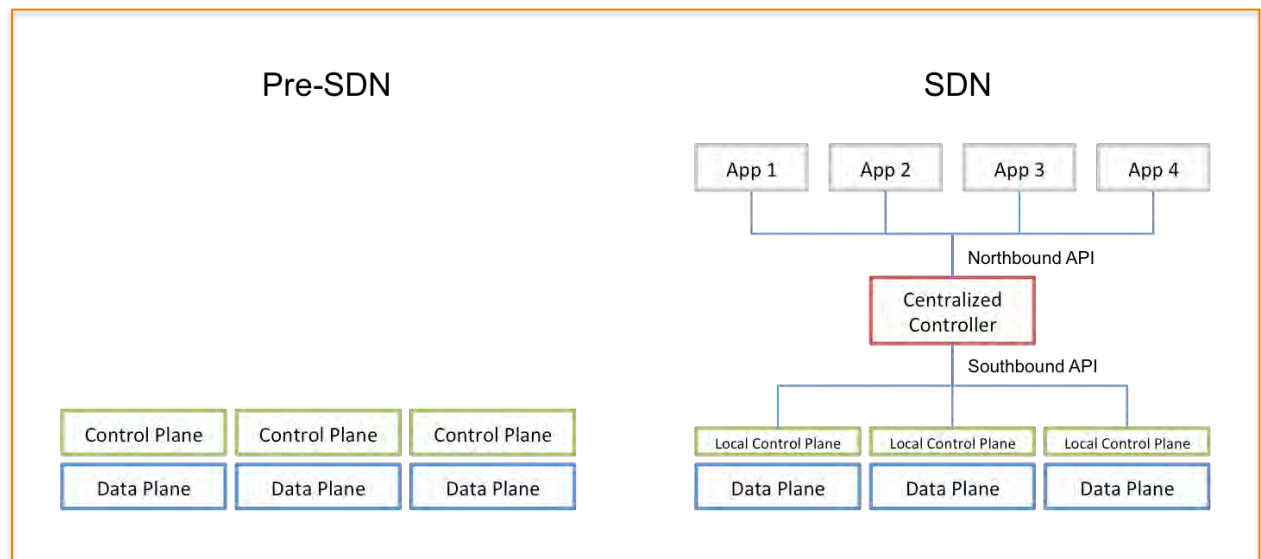 Pre-SDN
SDN
App 1
App 2
App 3
App 4
Northbound API
Centralized
Controller
Southbound API
Control Plane
Control Plane
Control Plane
Data Plane
Data Plane
Data Plane
Local Control Plane
Local Control Plane
Local Control Plane
Data Plane
Data Plane
Data Plane